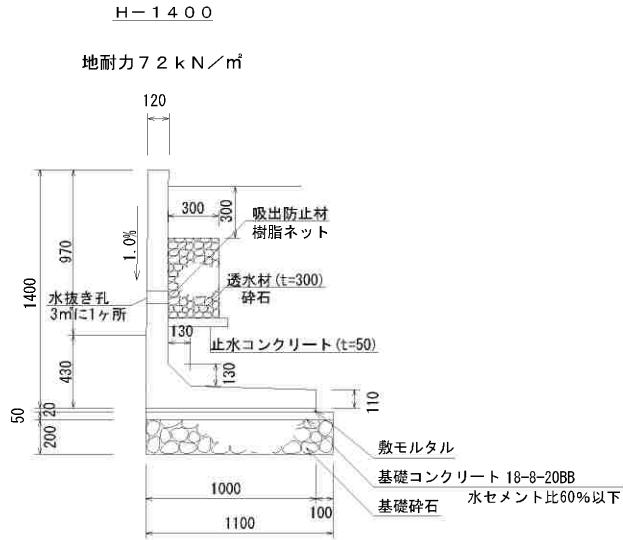 H－1400
地耐力72kN／㎡
120
300
300
吸出防止材
樹脂ネット
1.0%
970
1400
透水材(t=300)
砕石
水抜き孔
3㎡に1ヶ所
130
止水コンクリート(t=50)
130
430
110
50
20
200
敷モルタル
基礎コンクリート 18-8-20BB
水セメント比60%以下
基礎砕石
1000
100
1100